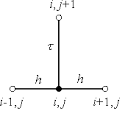 i,j+1
τ
h h
i-1,j i,j i+1,j